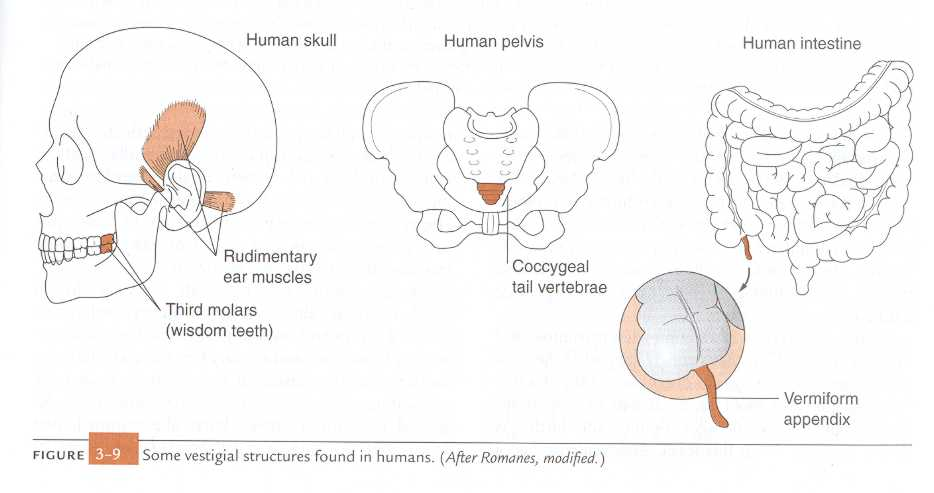 Human skull
Human pelvis
Human intestine
Rudimentary
ear muscles
Third molars
(wisdom teeth)
Coccygeal
tail vertebrae
Vermiform
appendix
FIGURE 3–9 Some vestigial structures found in humans. (After Romanes, modified.)